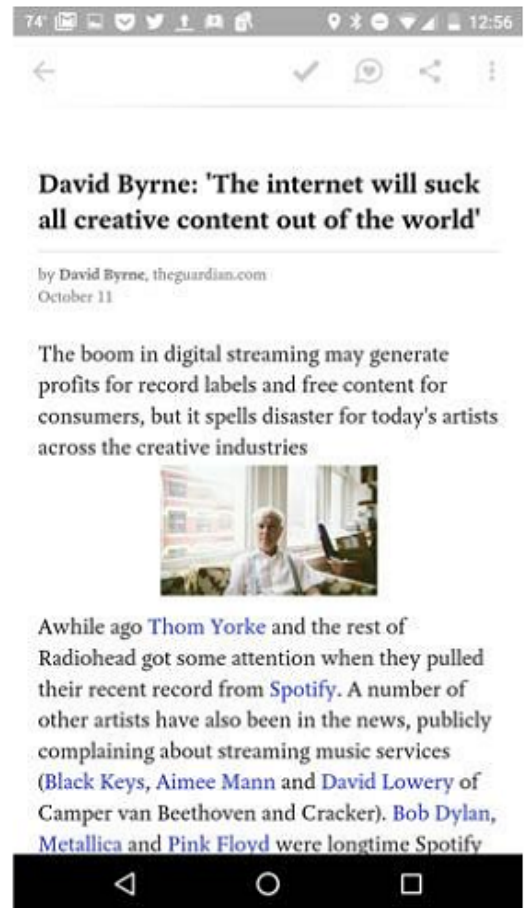 74° 12:56
David Byrne: 'The internet will suck
all creative content out of the world'
by David Byrne, theguardian.com
October 11
The boom in digital streaming may generate
profits for record labels and free content for
consumers, but it spells disaster for today's artists
across the creative industries
Awhile ago Thom Yorke and the rest of
Radiohead got some attention when they pulled
their recent record from Spotify. A number of
other artists have also been in the news, publicly
complaining about streaming music services
(Black Keys, Aimee Mann and David Lowery of
Camper van Beethoven and Cracker). Bob Dylan,
Metallica and Pink Floyd were longtime Spotify